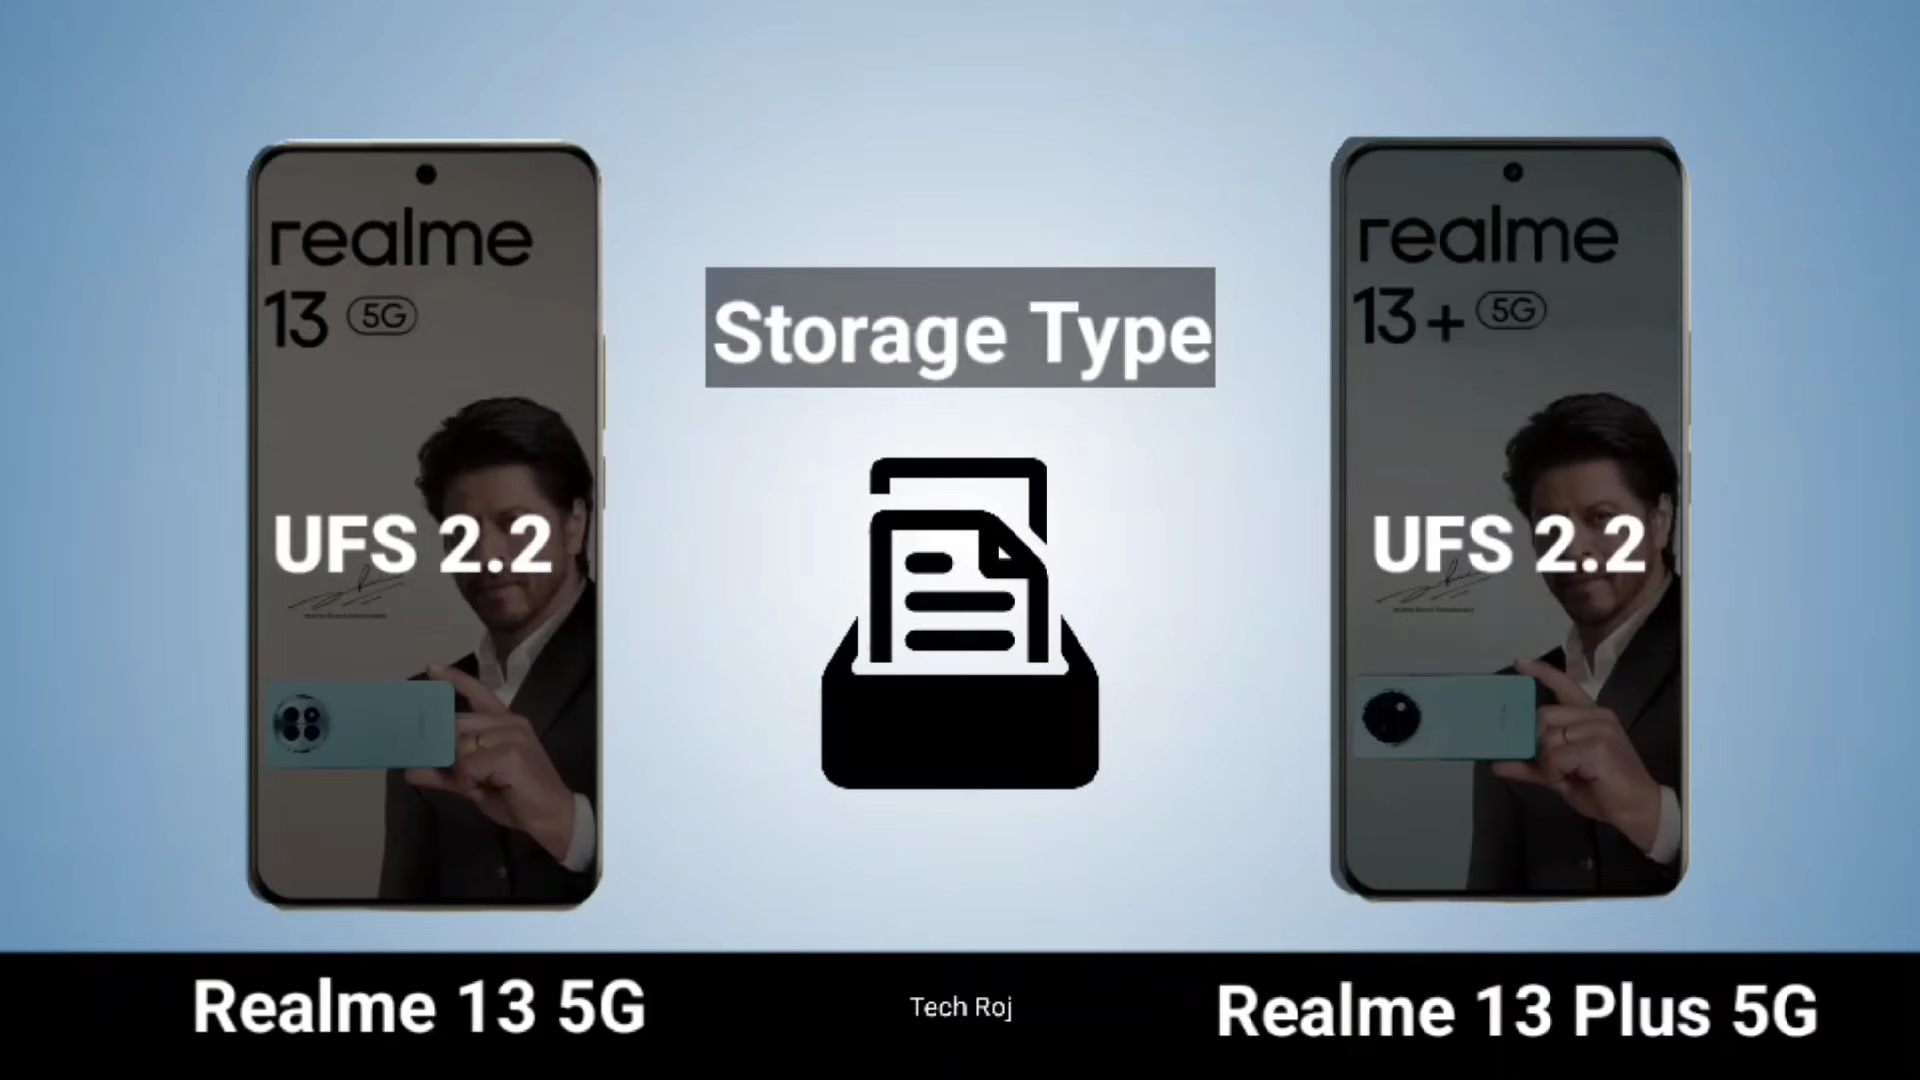 realme
13 5G
UFS 2.2
Storage Type
realme
13+ 5G
UFS 2.2
Realme 13 5G
Tech Roj
Realme 13 Plus 5G